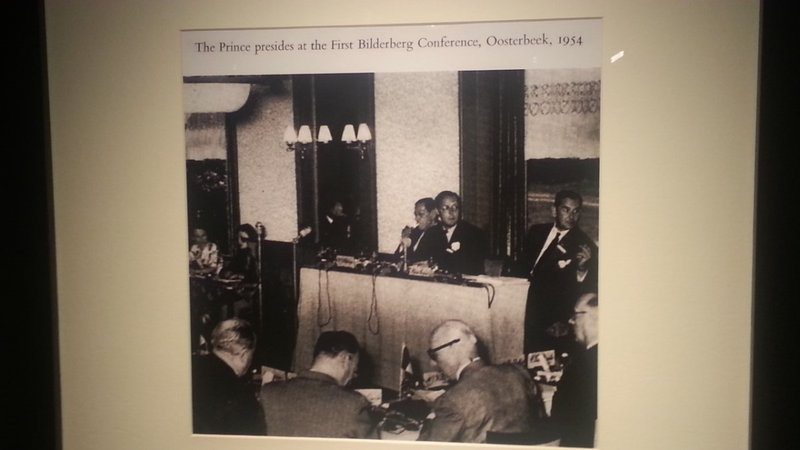 The Prince presides at the First Bilderberg Conference, Oosterbeek, 1954